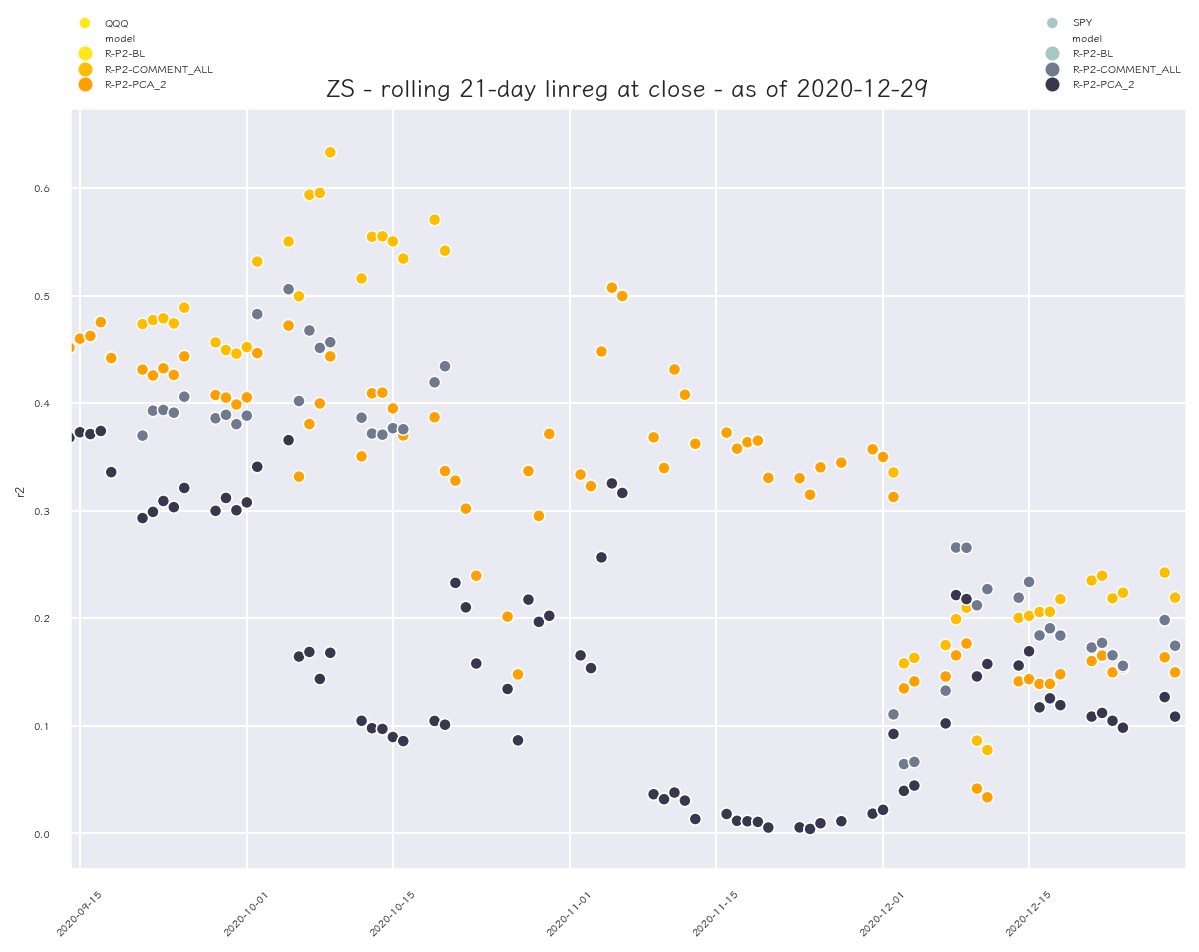 QQQ
model
R-P2-BL
R-P2-COMMENT_ALL
R-P2-PCA_2
SPY
model
R-P2-BL
R-P2-COMMENT_ALL
R-P2-PCA_2
ZS - rolling 21-day linreg at close - as of 2020-12-29
0.6
0.5
0.4
0.3
0.2
0.1
0.0
r2
2020-09-15
2020-10-01
2020-10-15
2020-11-01
2020-11-15
2020-12-01
2020-12-15